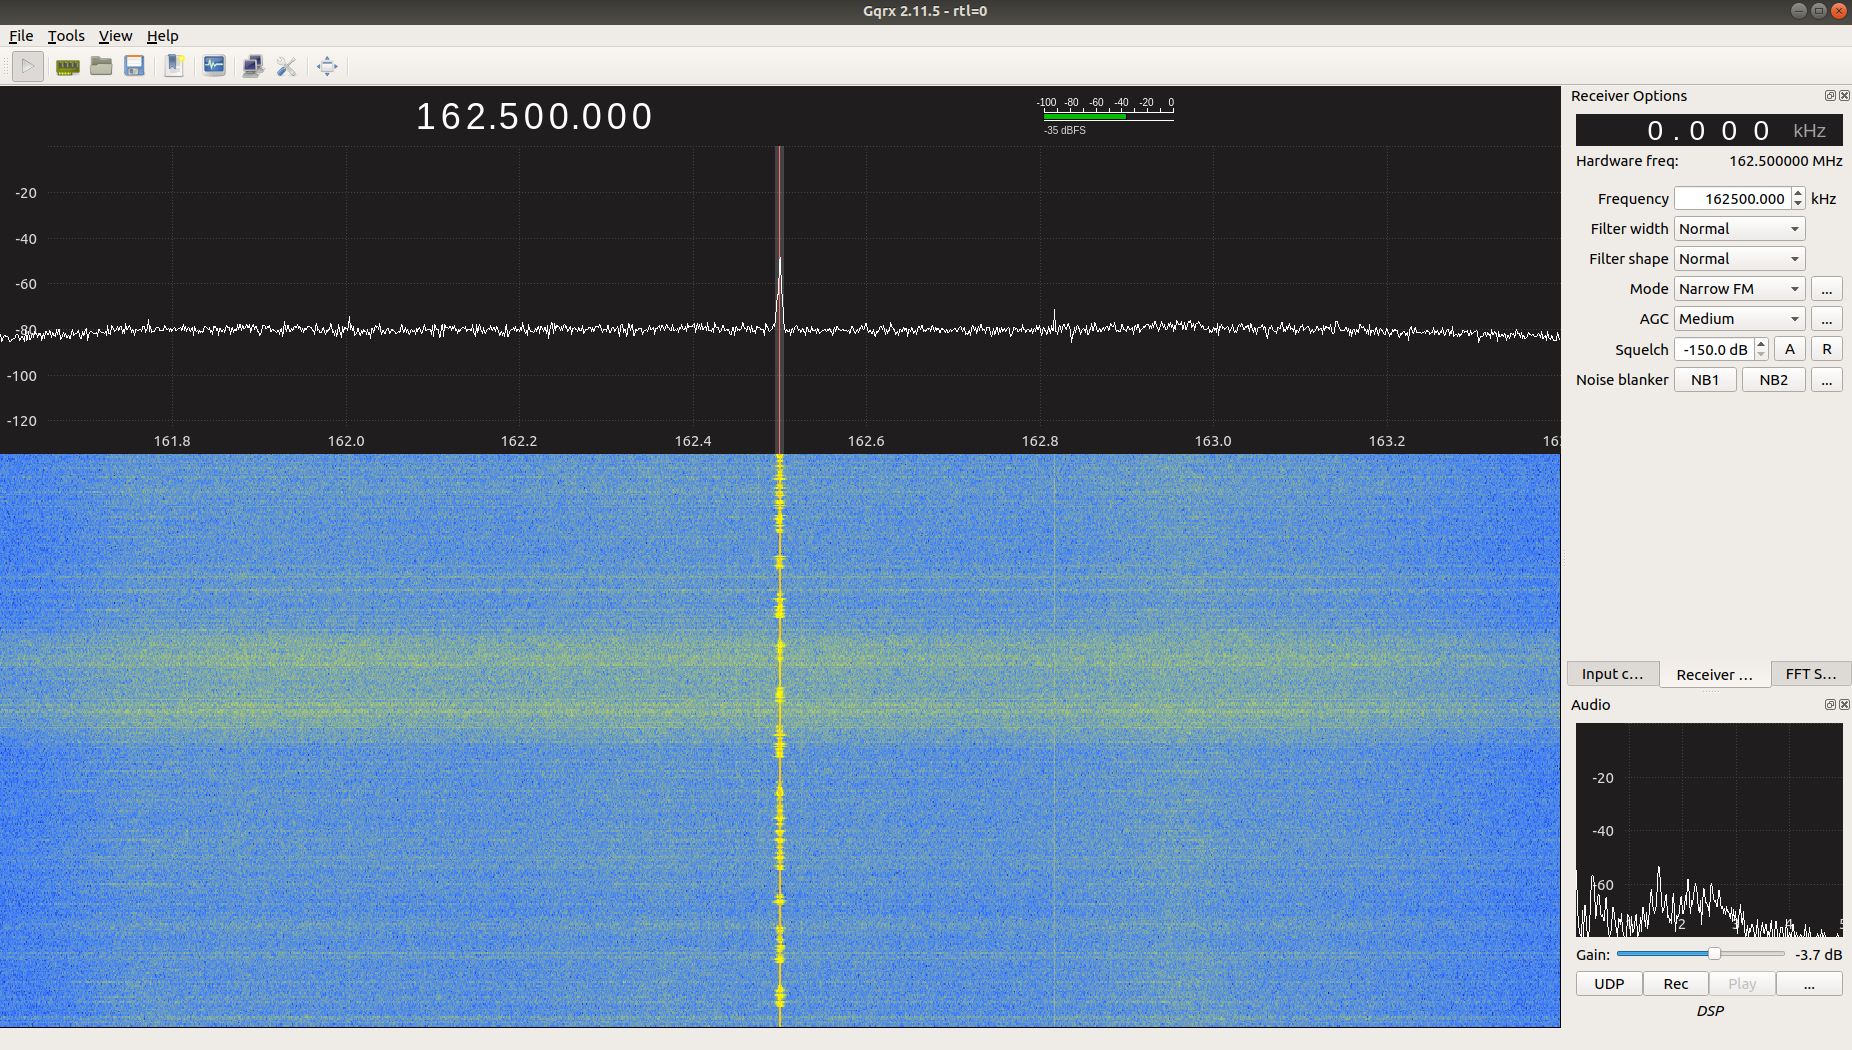 Gqrx 2.11.5 - rtl=0
File Tools View Help
162.500.000
-100 -80 -60 -40 -20 0
-35 dBFS
-20
-40
-60
-80
-100
-120
161.8 162.0 162.2 162.4 162.6 162.8 163.0 163.2 16
Receiver Options
0.000 kHz
Hardware freq: 162.500000 MHz
Frequency 162500.000 kHz
Filter width Normal
Filter shape Normal
Mode Narrow FM ...
AGC Medium ...
Squelch -150.0 dB A R
Noise blanker NB1 NB2 ...
Input c... Receiver ... FFT S...
Audio
-20
-40
-60
2 3 4 5
Gain: -3.7 dB
UDP Rec Play ...
DSP